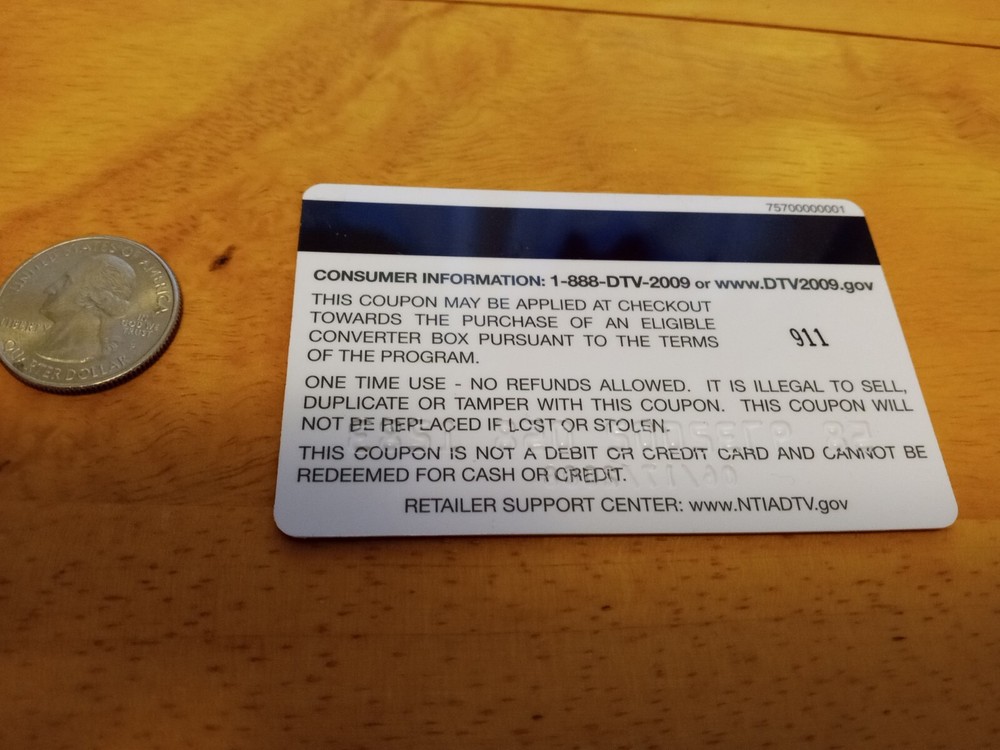 UNITED STATES OF AMERICA
LIBERTY
IN
GOD WE
TRUST
QUARTER DOLLAR
75700000001
CONSUMER INFORMATION: 1-888-DTV-2009 or www.DTV2009.gov
THIS COUPON MAY BE APPLIED AT CHECKOUT
TOWARDS THE PURCHASE OF AN ELIGIBLE
CONVERTER BOX PURSUANT TO THE TERMS
OF THE PROGRAM.
911
ONE TIME USE - NO REFUNDS ALLOWED. IT IS ILLEGAL TO SELL,
DUPLICATE OR TAMPER WITH THIS COUPON. THIS COUPON WILL
NOT BE REPLACED IF LOST OR STOLEN.
THIS COUPON IS NOT A DEBIT OR CREDIT CARD AND CANNOT BE
REDEEMED FOR CASH OR CREDIT.
RETAILER SUPPORT CENTER: www.NTIADTV.gov